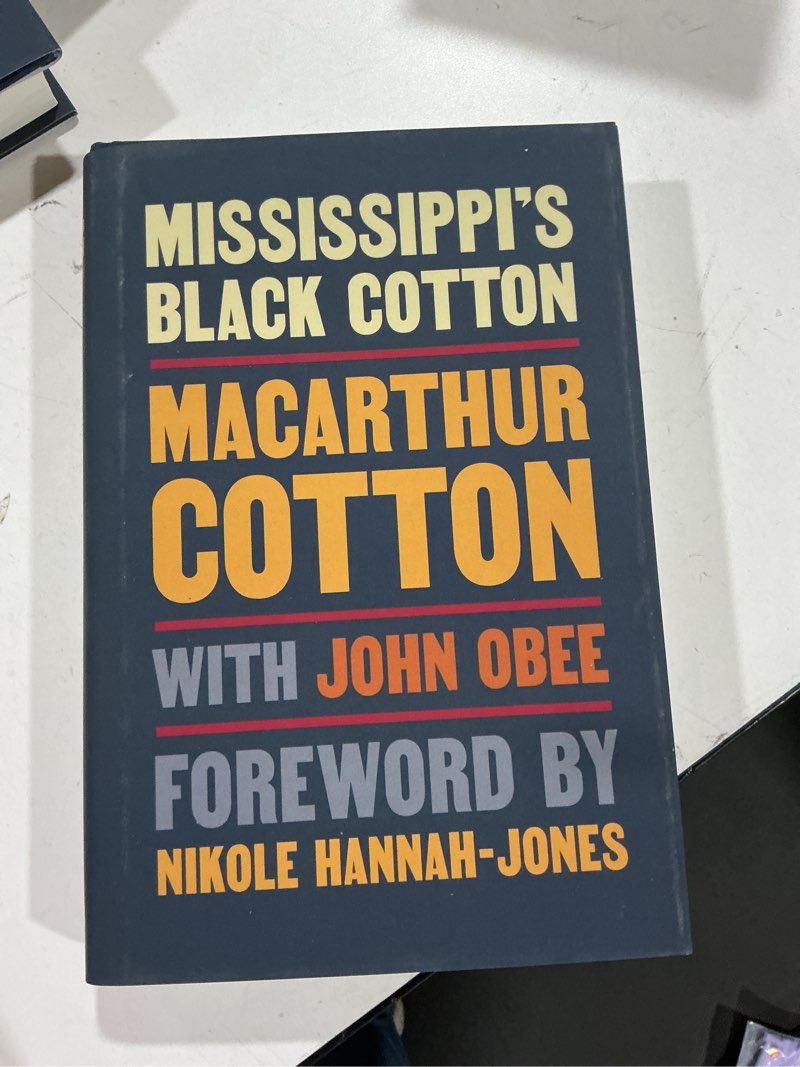 MISSISSIPPI'S
BLACK COTTON
MACARTHUR
COTTON
WITH JOHN OBEE
FOREWORD BY
NIKOLE HANNAH-JONES